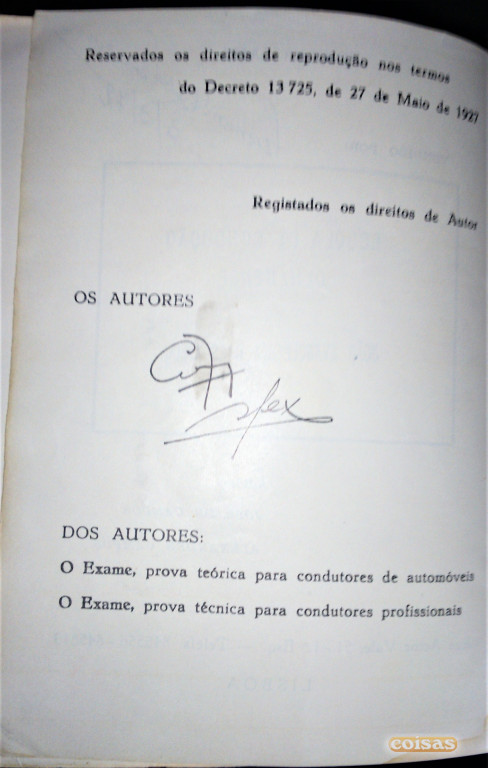 Reservados os direitos de reprodução nos termos
do Decreto 13 725, de 27 de Maio de 1927
Registados os direitos de Autor
OS AUTORES
DOS AUTORES:
O Exame, prova teórica para condutores de automóveis
O Exame, prova técnica para condutores profissionais
coisas